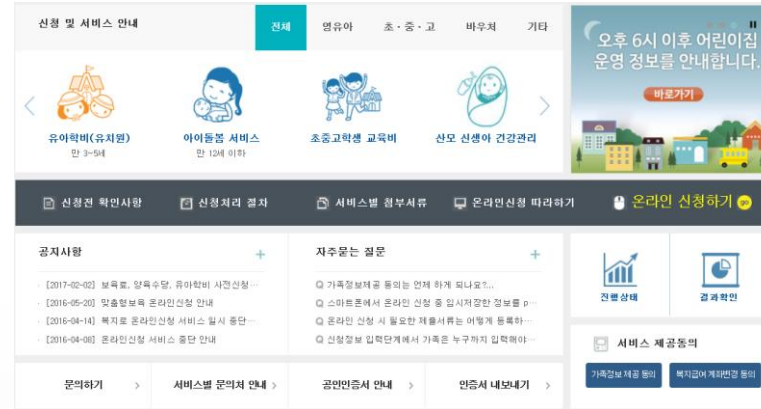 신청 및 서비스 안내
전체
영유아
초·중·고
바우처
기타
유아학비(유치원)
만 3~5세
아이돌봄 서비스
만 12세 이하
초중고학생 교육비
산모 신생아 건강관리
오후 6시 이후 어린이집
운영 정보를 안내합니다.
바로가기
신청전 확인사항
신청처리 절차
서비스별 첨부서류
온라인신청 따라하기
온라인 신청하기 go
공지사항 +
[2017-02-02] 보육료, 양육수당, 유아학비 사전신청…
[2016-05-20] 맞춤형보육 온라인신청 안내
[2016-04-14] 복지로 온라인신청 서비스 일시 중단…
[2016-04-08] 온라인신청 서비스 중단 안내
자주묻는 질문 +
Q 가족정보제공 동의는 언제 하게 되나요?...
Q 스마트폰에서 온라인 신청 중 임시저장한 정보를 p…
Q 온라인 신청 시 필요한 제출서류는 어떻게 등록하…
Q 신청정보 입력단계에서 가족은 누구까지 입력해야…
진행상태
결과확인
서비스 제공동의
가족정보 제공 동의
복지급여 계좌변경 동의
문의하기 >
서비스별 문의처 안내 >
공인인증서 안내 >
인증서 내보내기 >